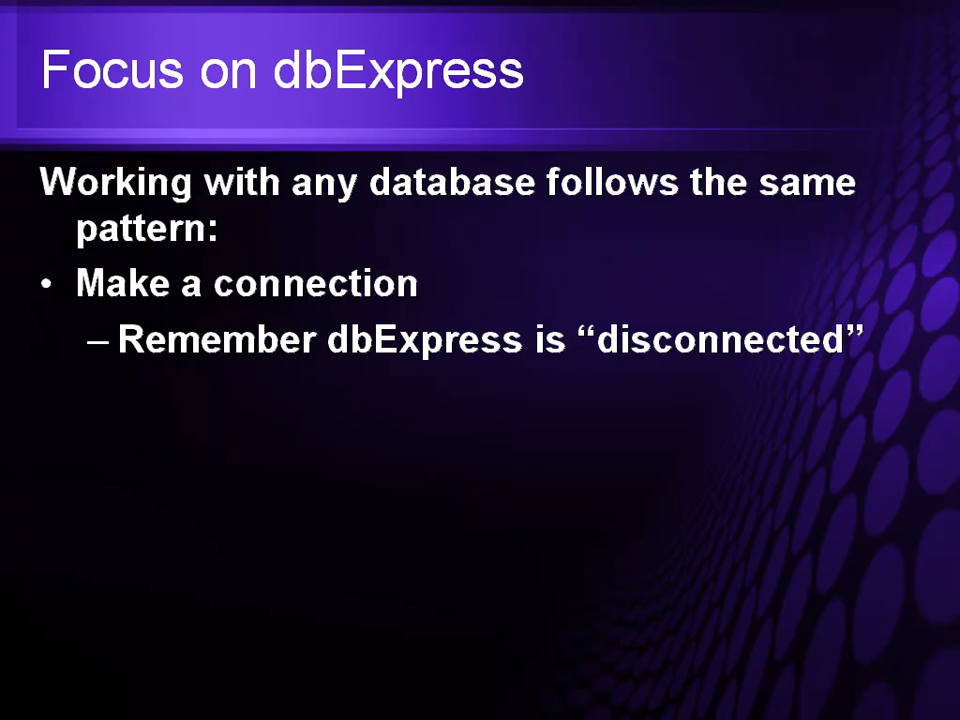 Focus on dbExpress
Working with any database follows the same
pattern:
• Make a connection
– Remember dbExpress is “disconnected”